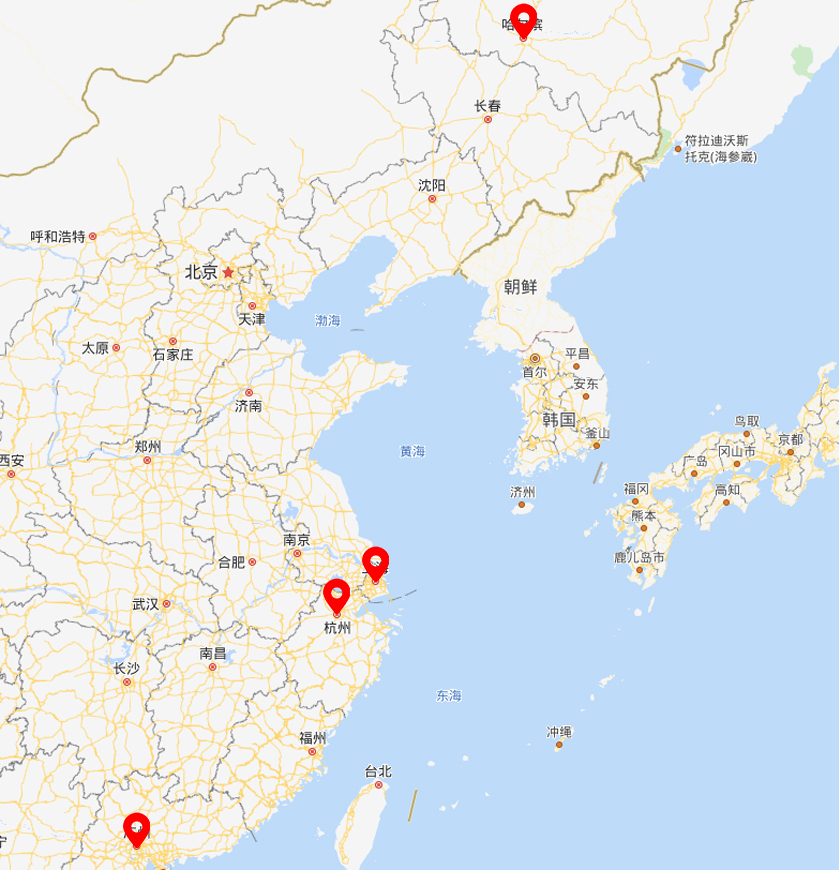 哈尔滨
长春
符拉迪沃斯
托克(海参崴)
沈阳
呼和浩特
北京
朝鲜
天津
渤海
太原
石家庄
平昌
首尔
安东
济南
韩国
鸟取
釜山
京都
郑州
黄海
冈山市
西安
广岛
济州
福冈
高知
熊本
南京
合肥
鹿儿岛市
武汉
杭州
南昌
长沙
东海
冲绳
福州
台北